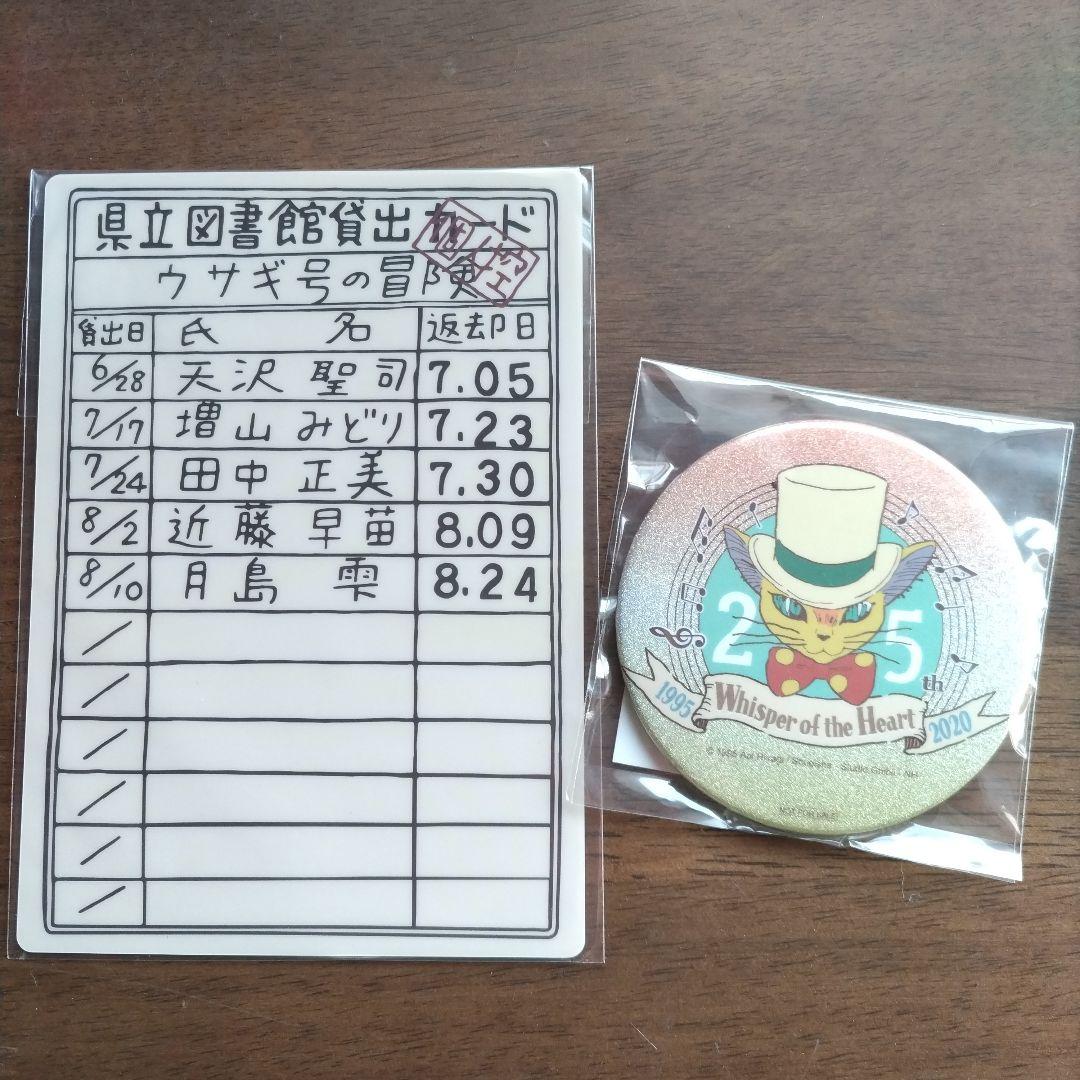 県立図書館貸出カード
ウサギ号の冒険
貸出日 氏 名 返却日
6/28 天沢 聖司 7.05
7/17 増山 みどり 7.23
7/24 田中 正美 7.30
8/2 近藤 早苗 8.09
8/10 月島 雫 8.24
/
/
/
/
/
/
25th
1995 Whisper of the Heart 2020
NOT FOR SALE